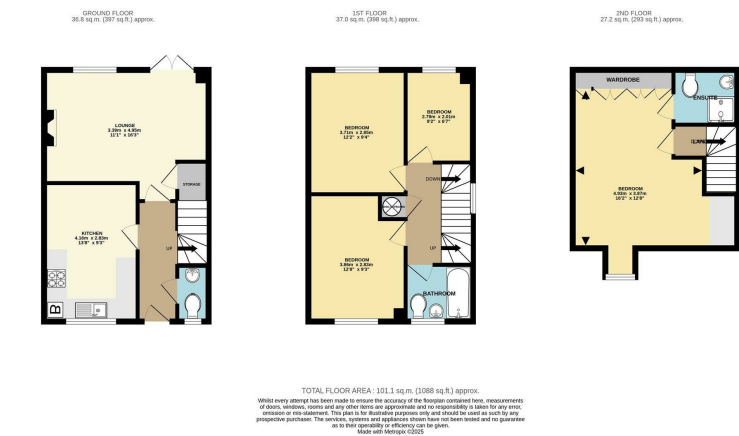 GROUND FLOOR
36.8 sq.m. (397 sq.ft.) approx.
LOUNGE
3.39m x 4.95m
11'1" x 16'3"
STORAGE
KITCHEN
4.16m x 2.83m
13'8" x 9'3"
UP
B
1ST FLOOR
37.0 sq.m. (398 sq.ft.) approx.
BEDROOM
3.71m x 2.85m
12'2" x 9'4"
BEDROOM
2.79m x 2.01m
9'2" x 6'7"
DOWN
UP
BEDROOM
3.86m x 2.83m
12'8" x 9'3"
BATHROOM
2ND FLOOR
27.2 sq.m. (293 sq.ft.) approx.
WARDROBE
ENSUITE
BEDROOM
4.93m x 3.87m
16'2" x 12'8"
TOTAL FLOOR AREA : 101.1 sq.m. (1088 sq.ft.) approx.
Whilst every attempt has been made to ensure the accuracy of the floorplan contained here, measurements
of doors, windows, rooms and any other items are approximate and no responsibility is taken for any error,
omission or mis-statement. This plan is for illustrative purposes only and should be used as such by any
prospective purchaser. The services, systems and appliances shown have not been tested and no guarantee
as to their operability or efficiency can be given.
Made with Metropix ©2025